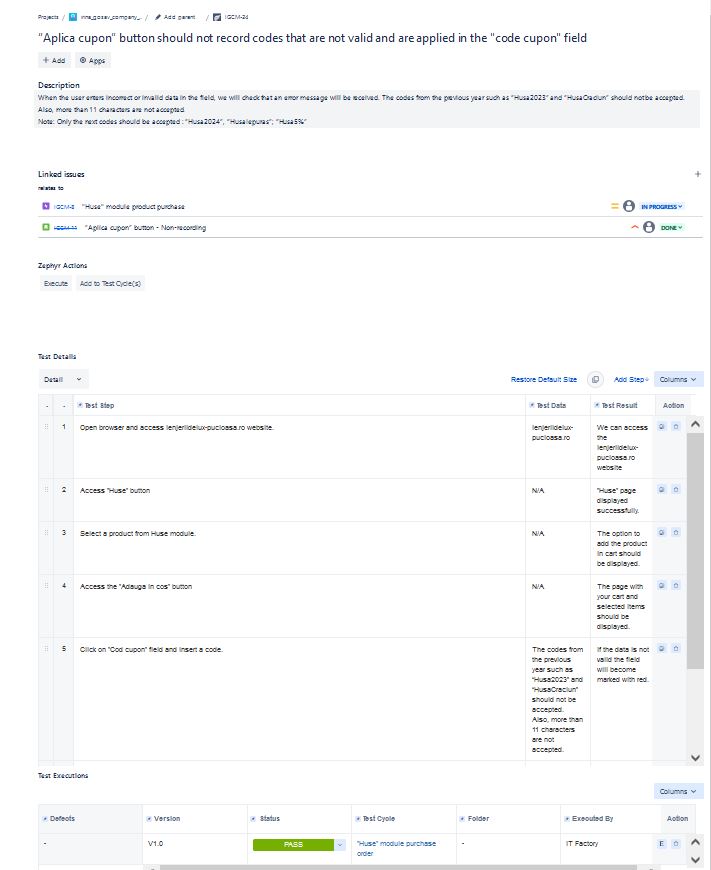 Projects / irina_gosav_company_... / Add parent / IGCM-26
"Aplica cupon" button should not record codes that are not valid and are applied in the "code cupon" field
Add
Apps
Description
When the user enters incorrect or invalid data in the field, we will check that an error message will be received. The codes from the previous year such as "Husa2023" and "HusaCraciun" should not be accepted.
Also, more than 11 characters are not accepted.
Note: Only the next codes should be accepted : "Husa2024", "Husaiepuras"; "Husa5%"
Linked issues
relates to
IGCM-8 "Huse" module product purchase IN PROGRESS
IGCM-11 "Aplica cupon" button - Non-recording DONE
Zephyr Actions
Execute
Add to Test Cycle(s)
Test Details
Detail
Restore Default Size
Add Step+
Columns
- - Test Step Test Data Test Result Action
1 Open browser and access lenjeriidelux-pucioasa.ro website.
lenjeriidelux-
pucioasa.ro
We can access
the
lenjeriidelux-
pucioasa.ro
website
2 Access "Huse" button
N/A
"Huse" page
displayed
successfully.
3 Select a product from Huse module.
N/A
The option to
add the product
in cart should
be displayed.
4 Access the "Adauga in cos" button
N/A
The page with
your cart and
selected items
should be
displayed.
5 Click on "Cod cupon" field and insert a code.
The codes from
the previous
year such as
"Husa2023" and
"HusaCraciun"
should not be
accepted.
Also, more than
11 characters
are not
accepted.
If the data is not
valid the field
will become
marked with red.
Test Executions
Columns
Defects Version Status Test Cycle Folder Executed By Action
- V1.0 PASS
"Huse" module purchase
order
- IT Factory E